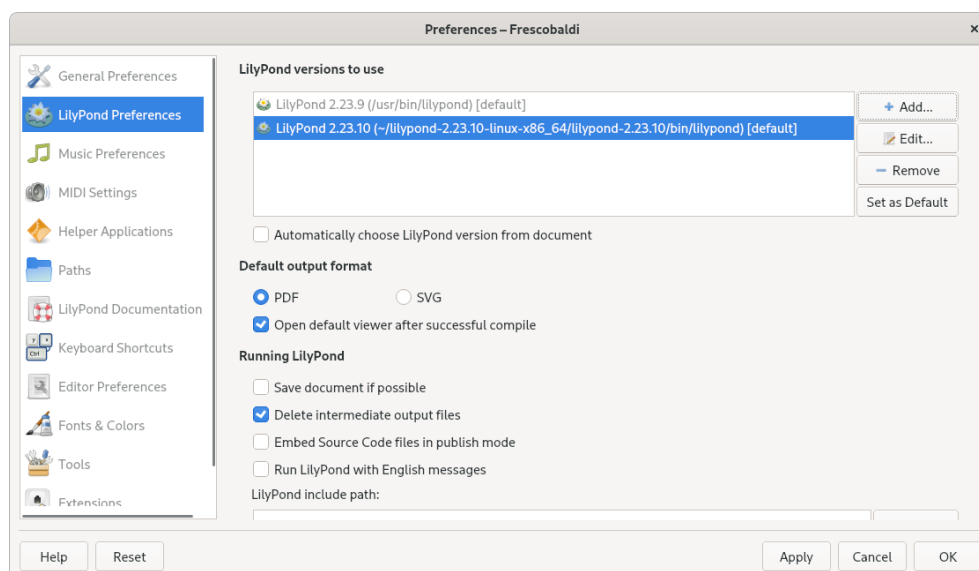 Preferences – Frescobaldi
General Preferences
LilyPond Preferences
Music Preferences
MIDI Settings
Helper Applications
Paths
LilyPond Documentation
Keyboard Shortcuts
Editor Preferences
Fonts & Colors
Tools
Extensions
LilyPond versions to use
LilyPond 2.23.9 (/usr/bin/lilypond) [default]
LilyPond 2.23.10 (~/lilypond-2.23.10-linux-x86_64/lilypond-2.23.10/bin/lilypond) [default]
Add...
Edit...
Remove
Set as Default
Automatically choose LilyPond version from document
Default output format
PDF
SVG
Open default viewer after successful compile
Running LilyPond
Save document if possible
Delete intermediate output files
Embed Source Code files in publish mode
Run LilyPond with English messages
LilyPond include path:
Help
Reset
Apply
Cancel
OK